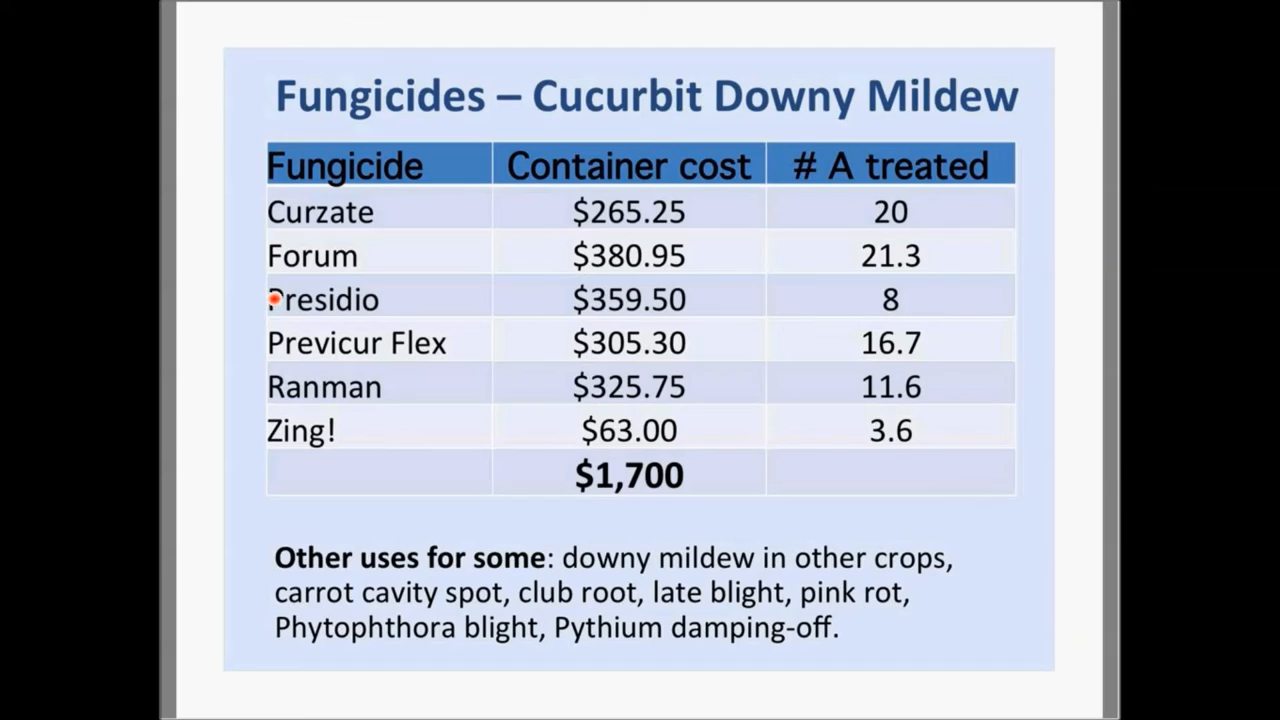 Fungicides – Cucurbit Downy Mildew
Fungicide Container cost # A treated
Curzate $265.25 20
Forum $380.95 21.3
Presidio $359.50 8
Previcur Flex $305.30 16.7
Ranman $325.75 11.6
Zing! $63.00 3.6
$1,700
Other uses for some: downy mildew in other crops,
carrot cavity spot, club root, late blight, pink rot,
Phytophthora blight, Pythium damping-off.